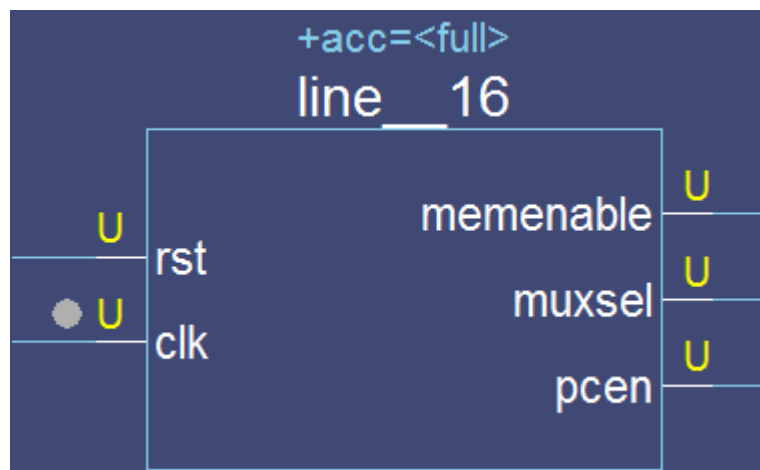 +acc=<full>
line__16
U
memenable
U
rst
U
muxsel
U
clk
U
pcen